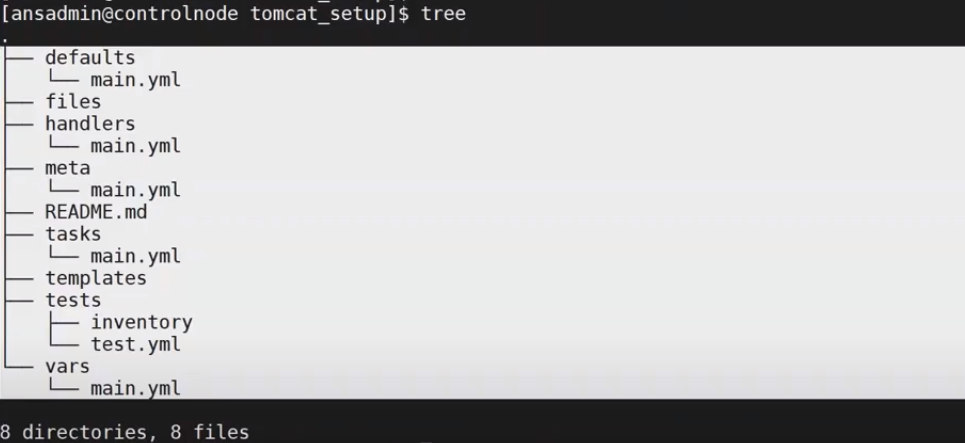 [ansadmin@controlnode tomcat_setup]$ tree
.
├── defaults
│   └── main.yml
├── files
├── handlers
│   └── main.yml
├── meta
│   └── main.yml
├── README.md
├── tasks
│   └── main.yml
├── templates
├── tests
│   ├── inventory
│   └── test.yml
└── vars
    └── main.yml
8 directories, 8 files